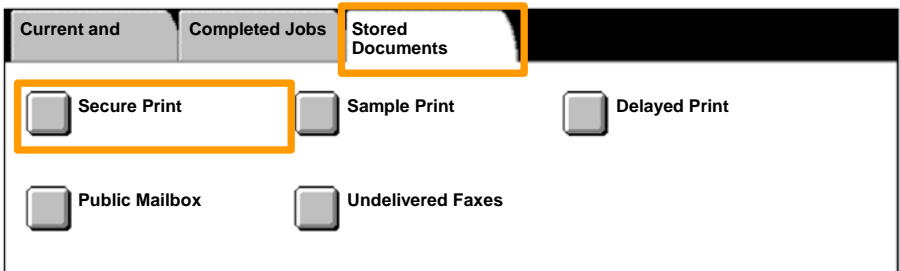 Current and
Completed Jobs
Stored
Documents
Secure Print
Sample Print
Delayed Print
Public Mailbox
Undelivered Faxes